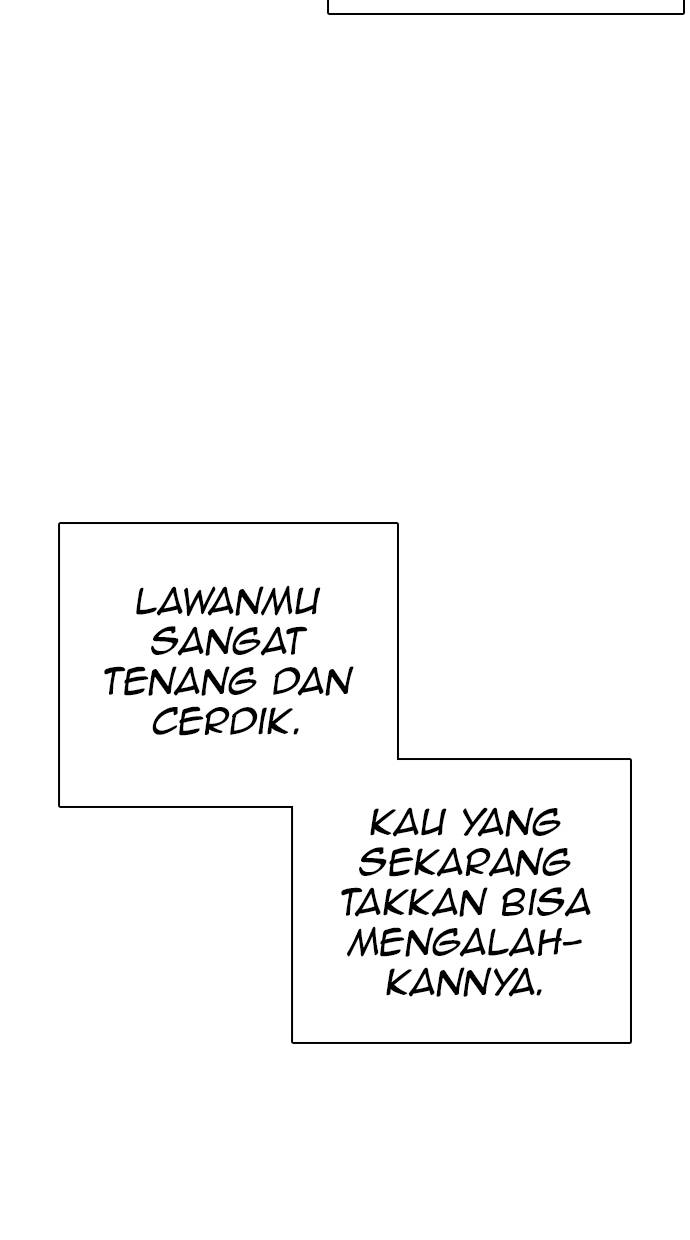 LAWANMU
SANGAT
TENANG DAN
CERDIK.
KAU YANG
SEKARANG
TAKKAN BISA
MENGALAH-
KANNYA.